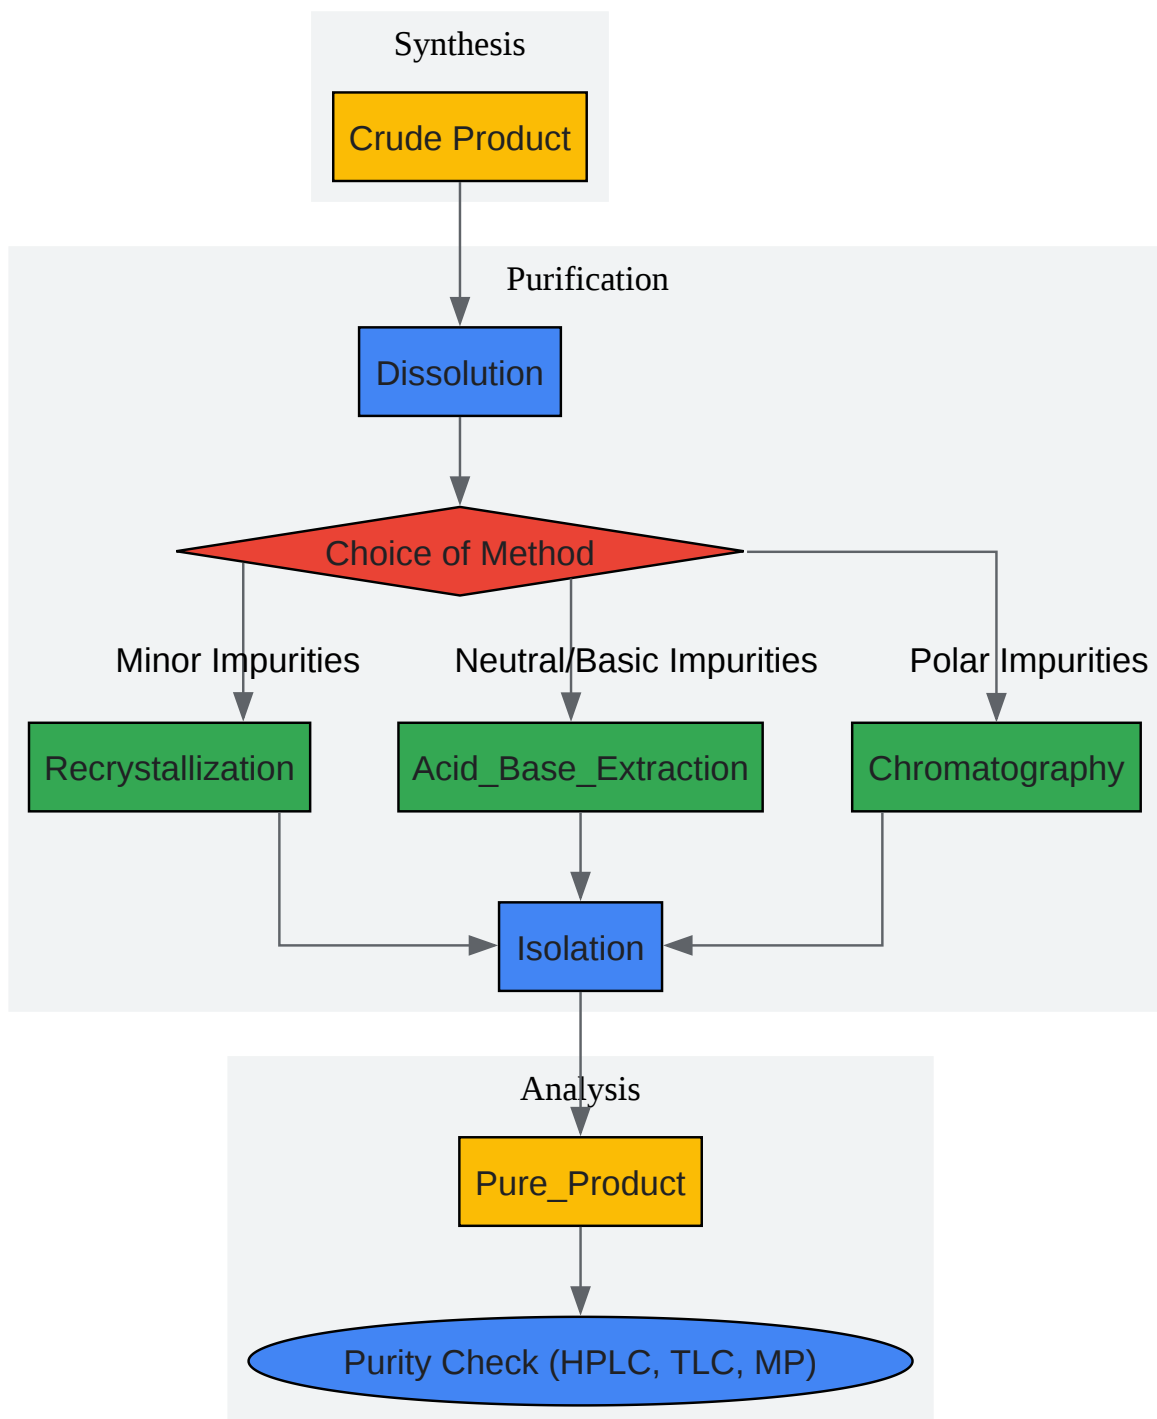 Synthesis
Crude Product
Purification
Dissolution
Choice of Method
Minor Impurities
Neutral/Basic Impurities
Polar Impurities
Recrystallization
Acid_Base_Extraction
Chromatography
Isolation
Analysis
Pure_Product
Purity Check (HPLC, TLC, MP)